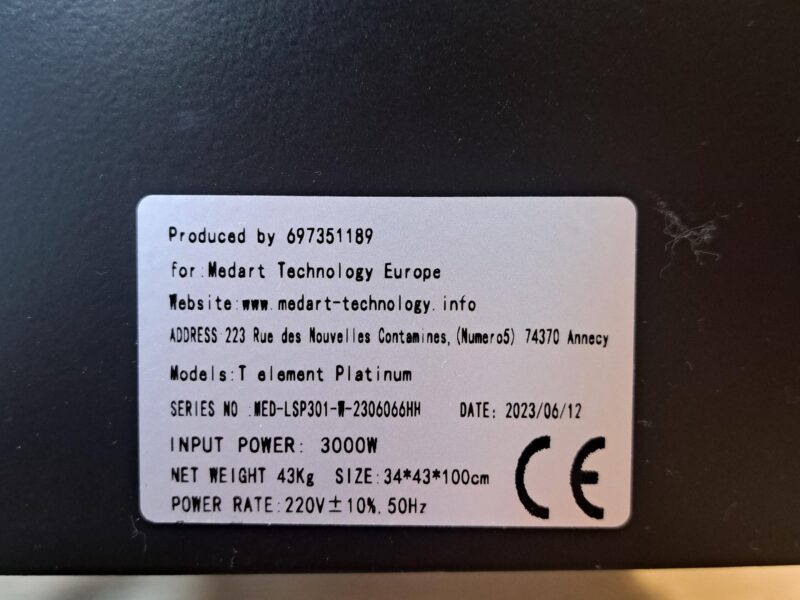 Produced by 697351189
for:Medart Technology Europe
Website:www.medart-technology.info
ADDRESS:223 Rue des Nouvelles Contamines,(Numero5) 74370 Annecy
Models:T element Platinum
SERIES NO :MED-LSP301-W-2306066HH DATE: 2023/06/12
INPUT POWER: 3000W
NET WEIGHT 43Kg SIZE:34*43*100cm
POWER RATE:220V±10%,50Hz
CE